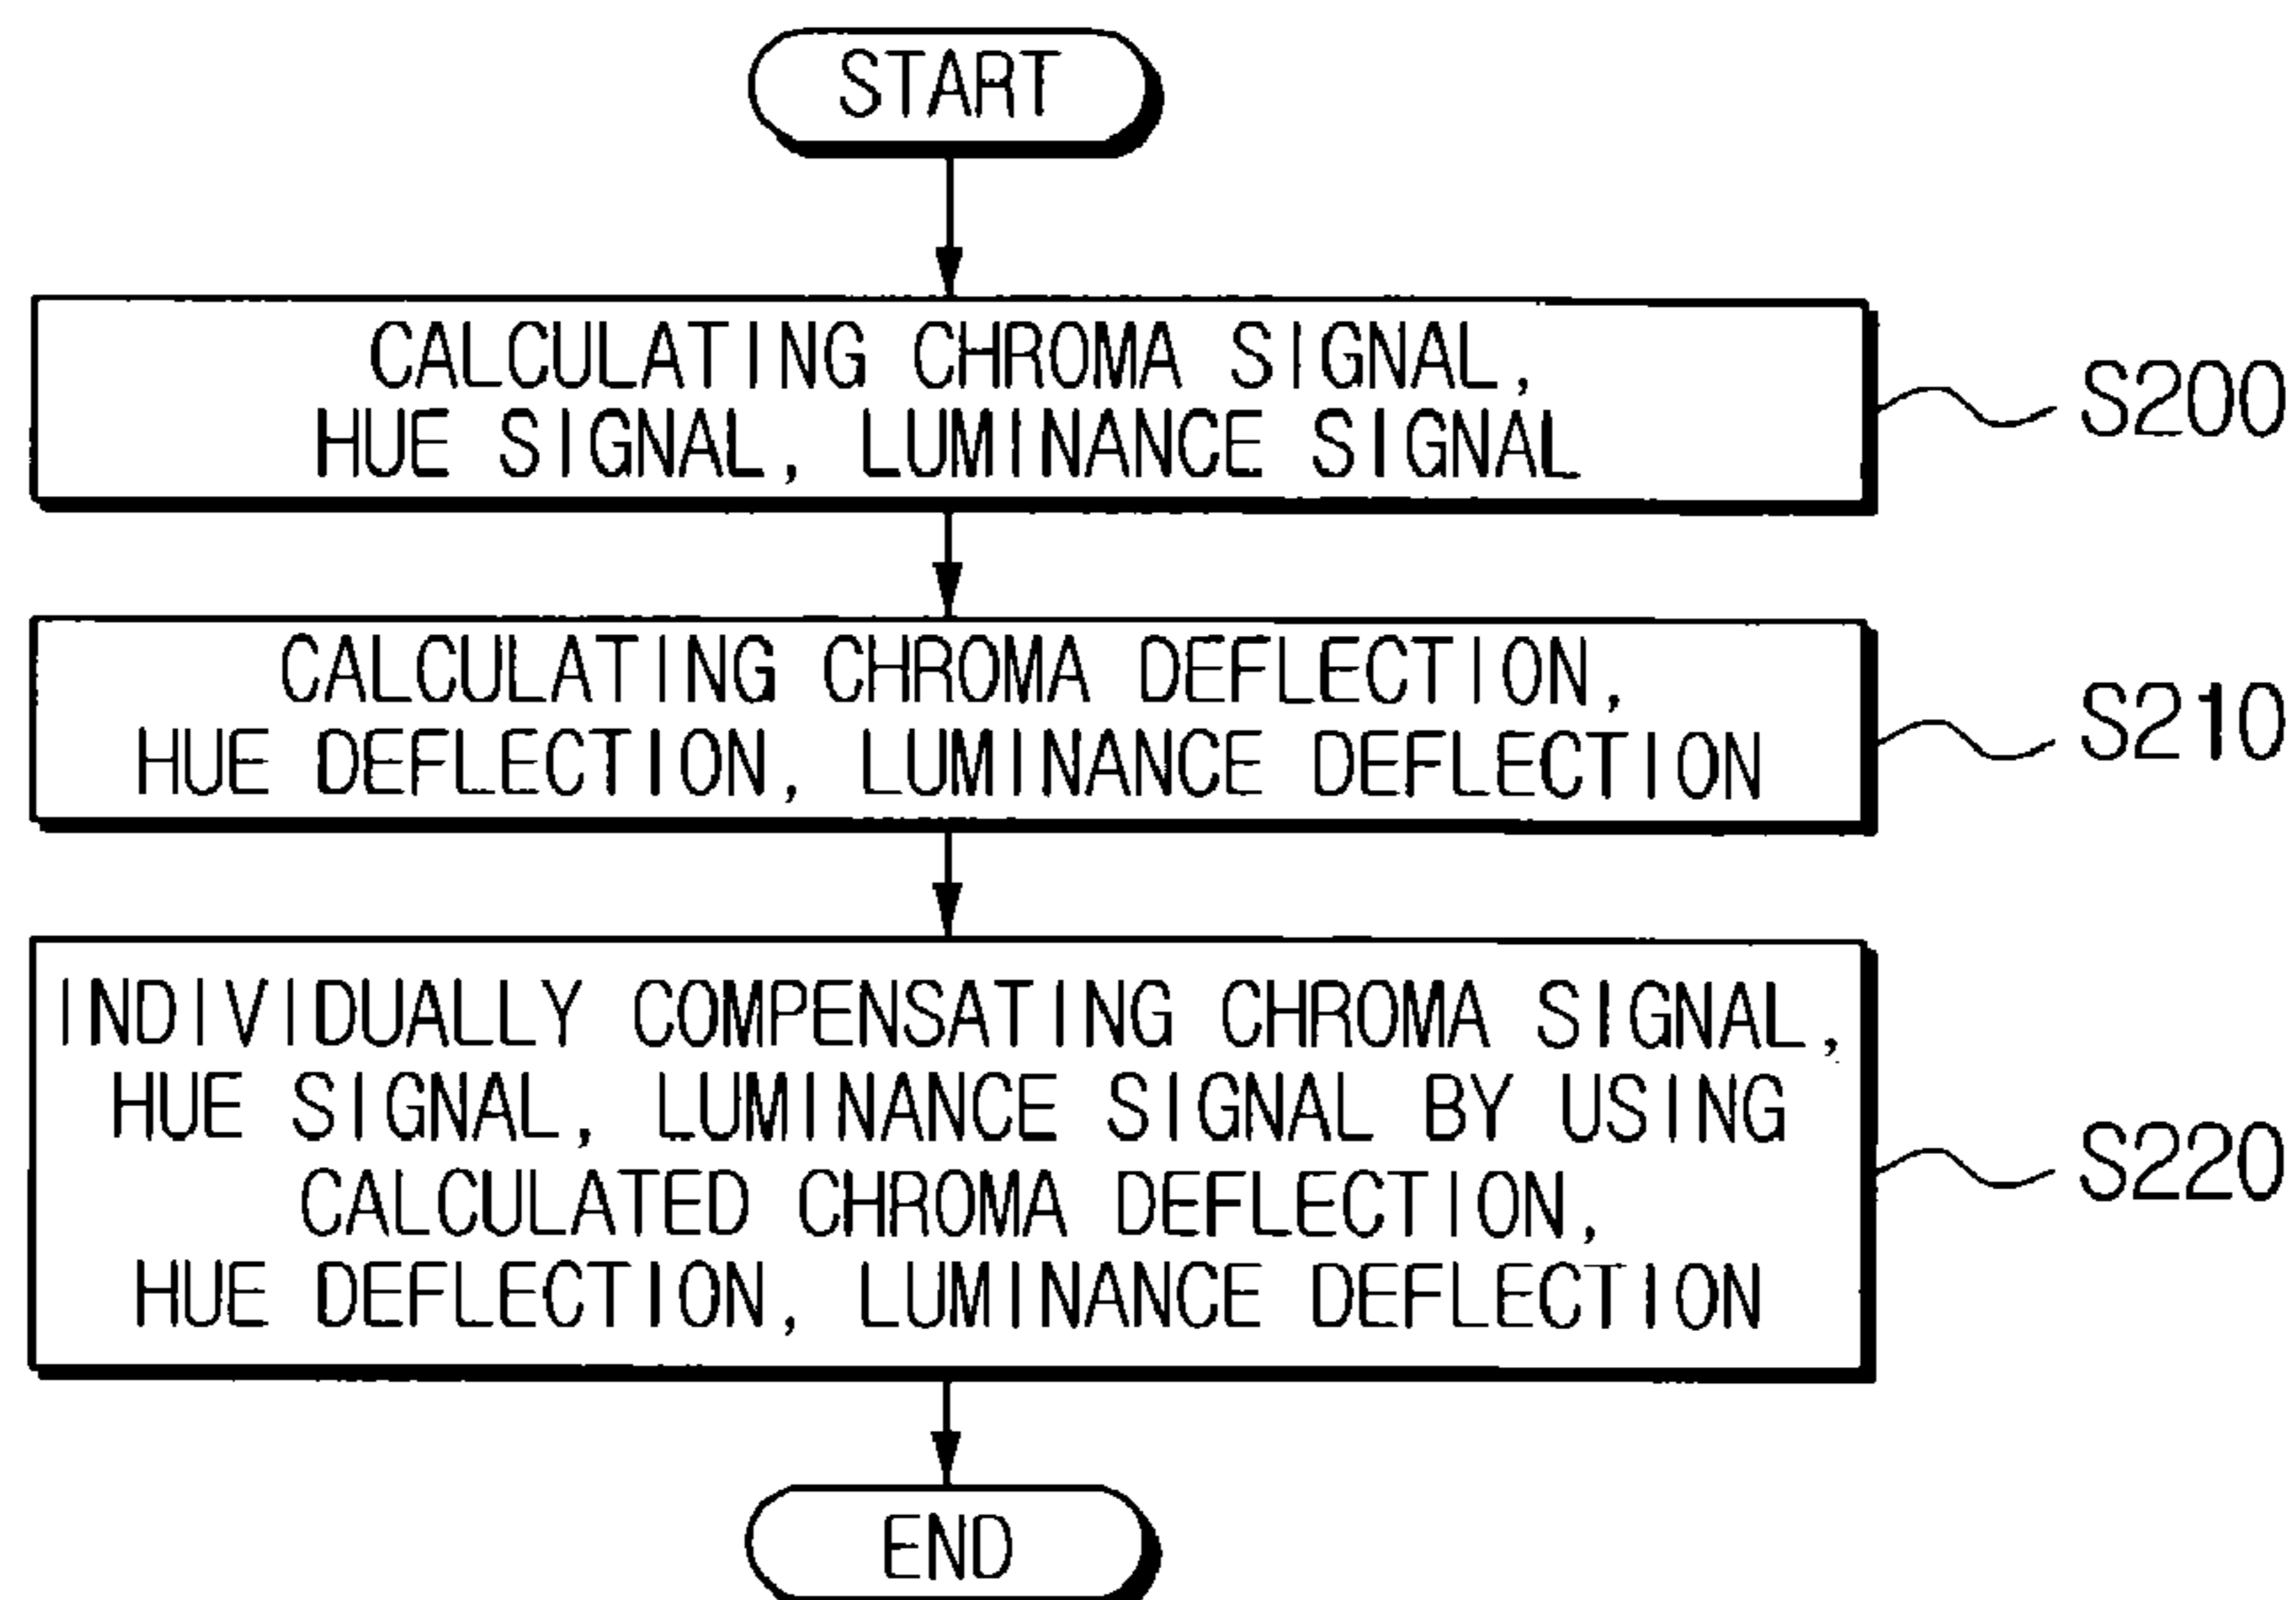 START
CALCULATING CHROMA SIGNAL,
HUE SIGNAL, LUMINANCE SIGNAL
S200
CALCULATING CHROMA DEFLECTION,
HUE DEFLECTION, LUMINANCE DEFLECTION
S210
INDIVIDUALLY COMPENSATING CHROMA SIGNAL,
HUE SIGNAL, LUMINANCE SIGNAL BY USING
CALCULATED CHROMA DEFLECTION,
HUE DEFLECTION, LUMINANCE DEFLECTION
S220
END